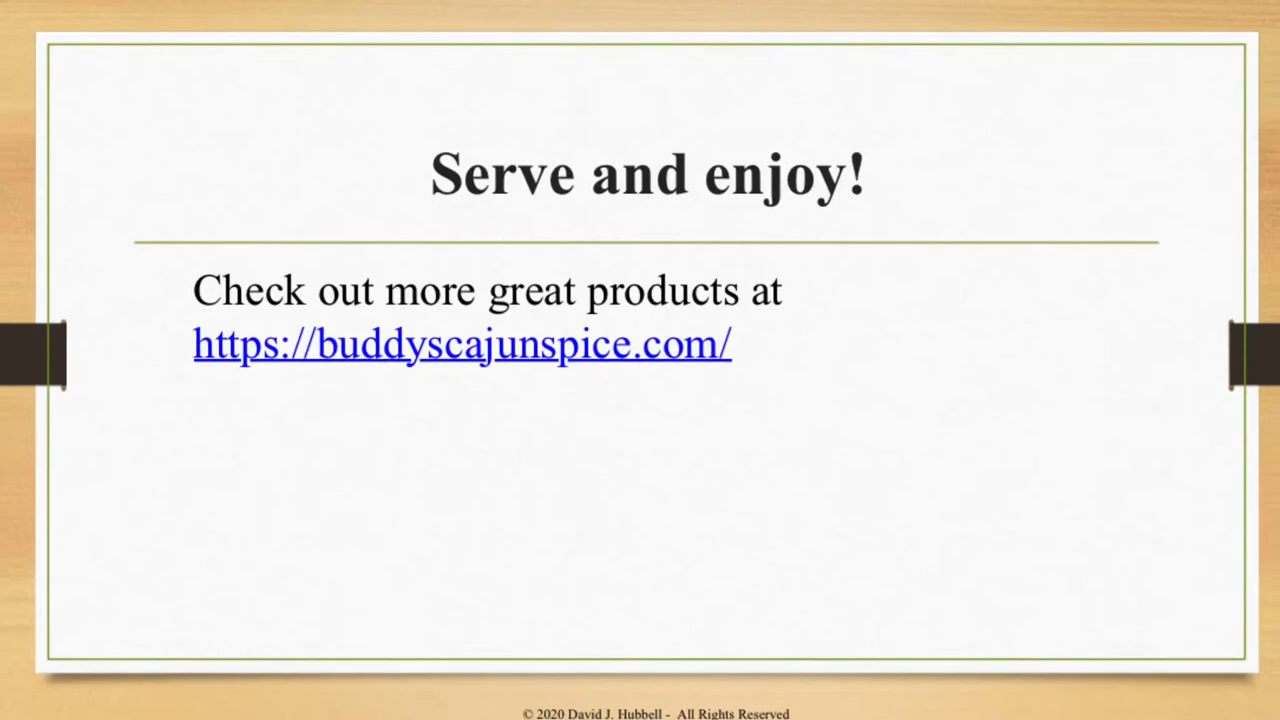 Serve and enjoy!
Check out more great products at
https://buddyscajunspice.com/
© 2020 David J. Hubbell - All Rights Reserved